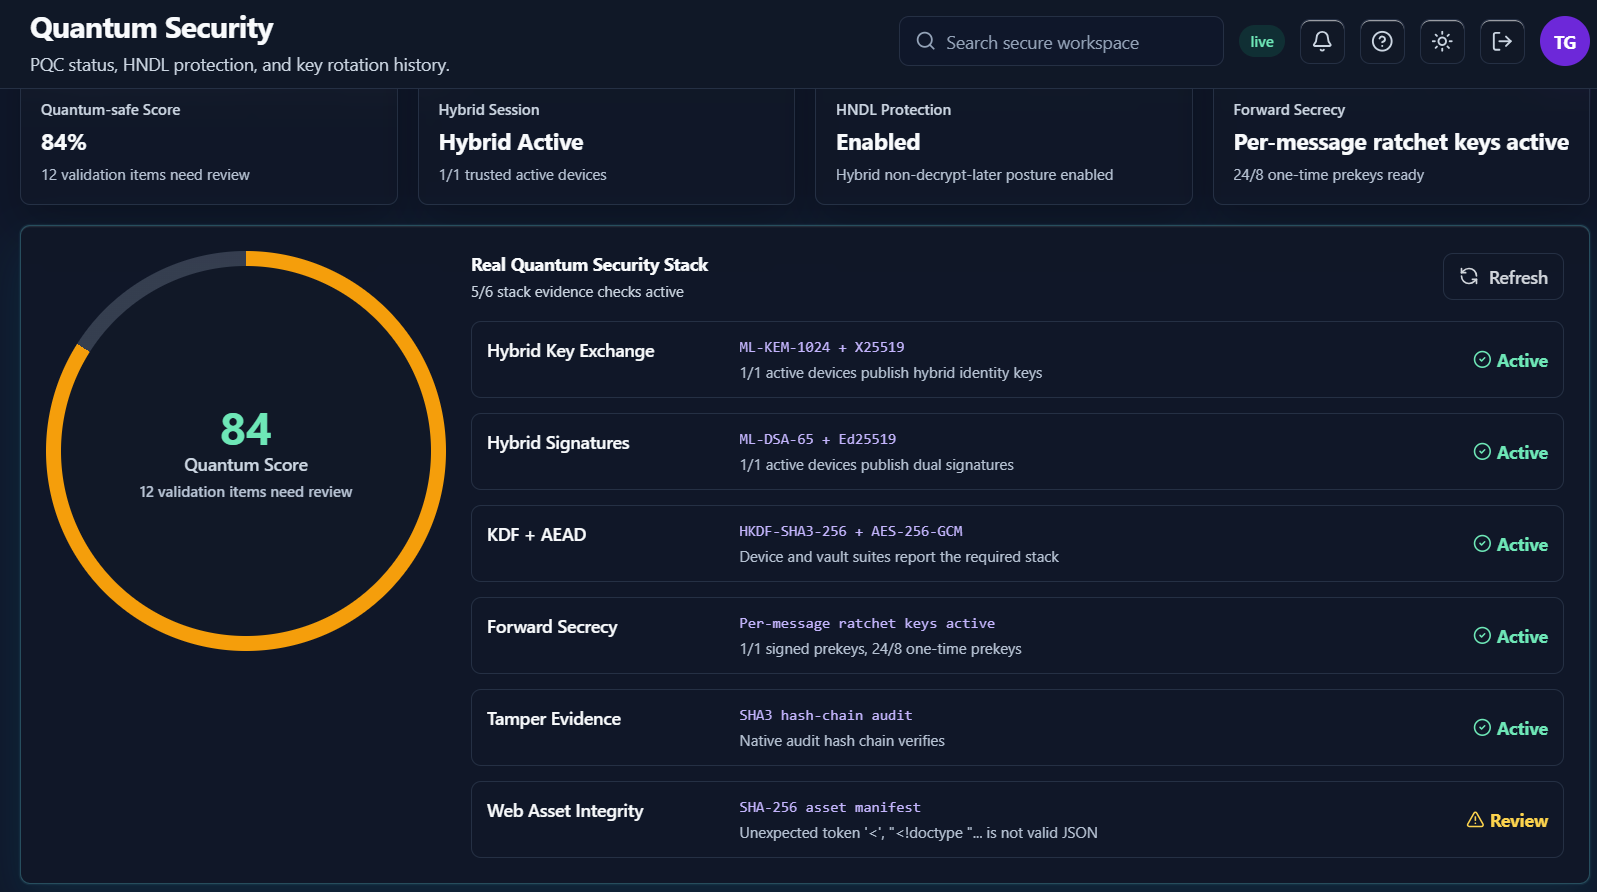 Quantum Security
PQC status, HNDL protection, and key rotation history.
Search secure workspace
live
TG
Quantum-safe Score
84%
12 validation items need review
Hybrid Session
Hybrid Active
1/1 trusted active devices
HNDL Protection
Enabled
Hybrid non-decrypt-later posture enabled
Forward Secrecy
Per-message ratchet keys active
24/8 one-time prekeys ready
84
Quantum Score
12 validation items need review
Real Quantum Security Stack
5/6 stack evidence checks active
Refresh
Hybrid Key Exchange
ML-KEM-1024 + X25519
1/1 active devices publish hybrid identity keys
Active
Hybrid Signatures
ML-DSA-65 + Ed25519
1/1 active devices publish dual signatures
Active
KDF + AEAD
HKDF-SHA3-256 + AES-256-GCM
Device and vault suites report the required stack
Active
Forward Secrecy
Per-message ratchet keys active
1/1 signed prekeys, 24/8 one-time prekeys
Active
Tamper Evidence
SHA3 hash-chain audit
Native audit hash chain verifies
Active
Web Asset Integrity
SHA-256 asset manifest
Unexpected token '<', "<!doctype "... is not valid JSON
Review